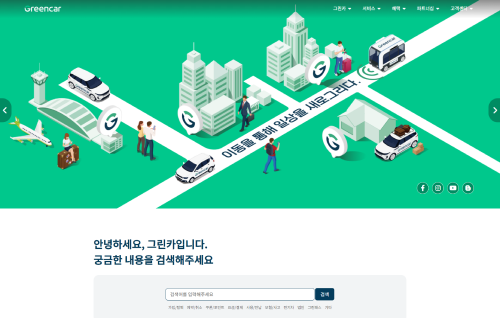 Greencar
그린카 서비스 혜택 파트너십 고객센터
이동을 통해 일상을 새로그리다.
안녕하세요, 그린카입니다.
궁금한 내용을 검색해주세요
검색어를 입력해주세요
검색